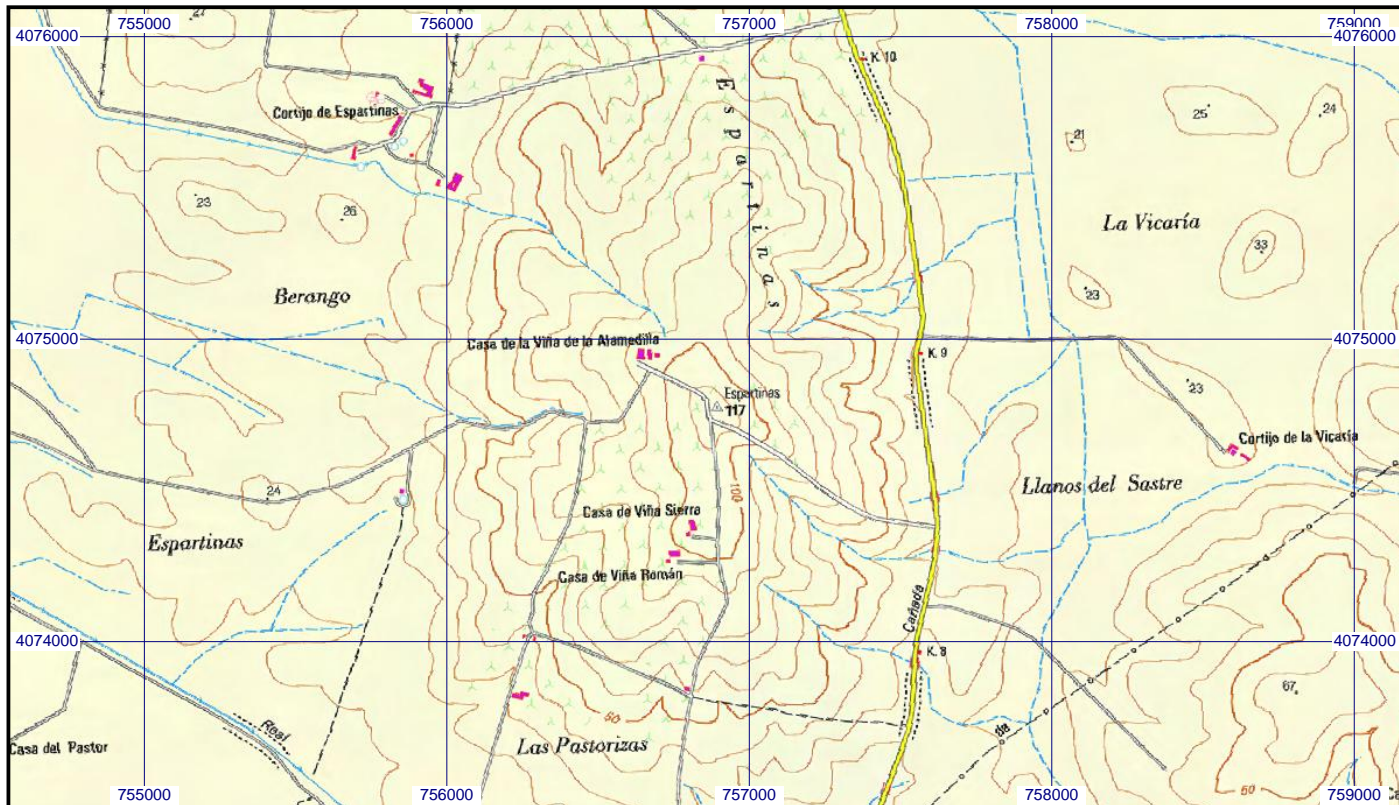 755000 756000 757000 758000 759000
4076000 4076000
27
K. 10
Cortijo de Espartinas
Espartinas
25
24
21
23
26
La Vicaría
33
23
Berango
4075000 4075000
Casa de la Viña de la Alamedilla
K. 9
23
Espartinas
117
Cortijo de la Vicaría
24
100
Llanos del Sastre
Casa de Viña Sierra
Espartinas
Casa de Viña Román
Cañada
4074000 4074000
K. 8
67
50
Real
de
Casa del Pastor
Las Pastorizas
50
755000 756000 757000 758000 759000